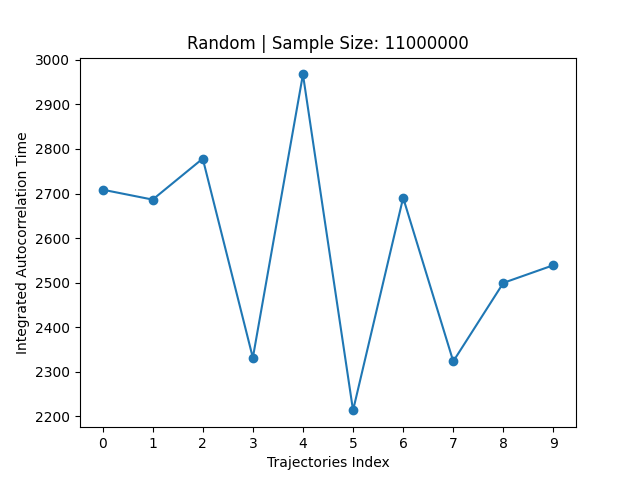 Random | Sample Size: 11000000
3000
2900
2800
2700
2600
2500
2400
2300
2200
Integrated Autocorrelation Time
0 1 2 3 4 5 6 7 8 9
Trajectories Index